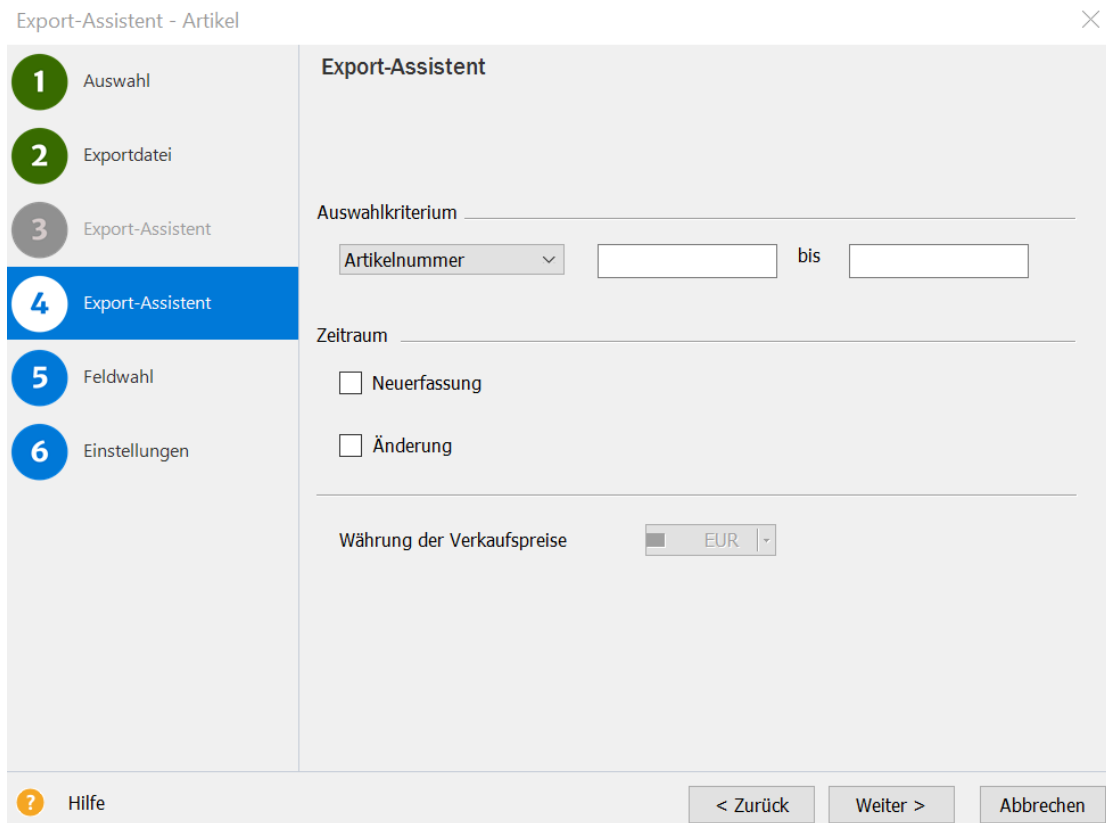 Export-Assistent - Artikel
1 Auswahl
2 Exportdatei
3 Export-Assistent
4 Export-Assistent
5 Feldwahl
6 Einstellungen
Export-Assistent
Auswahlkriterium
Artikelnummer bis
Zeitraum
Neuerfassung
Änderung
Währung der Verkaufspreise EUR
? Hilfe < Zurück Weiter > Abbrechen